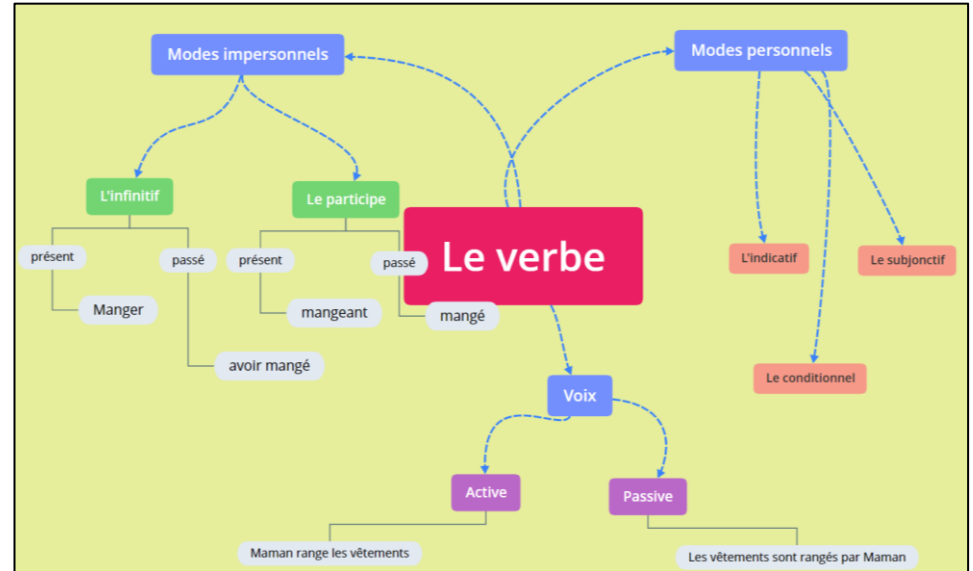 Modes impersonnels
Modes personnels
L'infinitif
Le participe
présent
passé
présent
passé
Manger
avoir mangé
mangeant
mangé
Le verbe
L'indicatif
Le subjonctif
Le conditionnel
Voix
Active
Passive
Maman range les vêtements
Les vêtements sont rangés par Maman